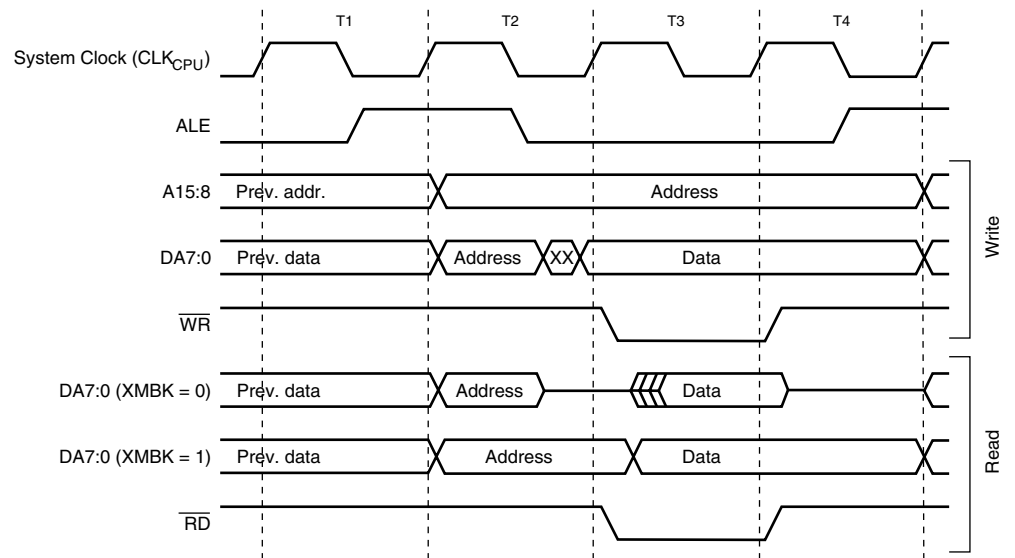 T1 T2 T3 T4
System Clock (CLKCPU)
ALE
A15:8 Prev. addr. Address
DA7:0 Prev. data Address XX Data
WR
Write
DA7:0 (XMBK = 0) Prev. data Address Data
DA7:0 (XMBK = 1) Prev. data Address Data
RD
Read